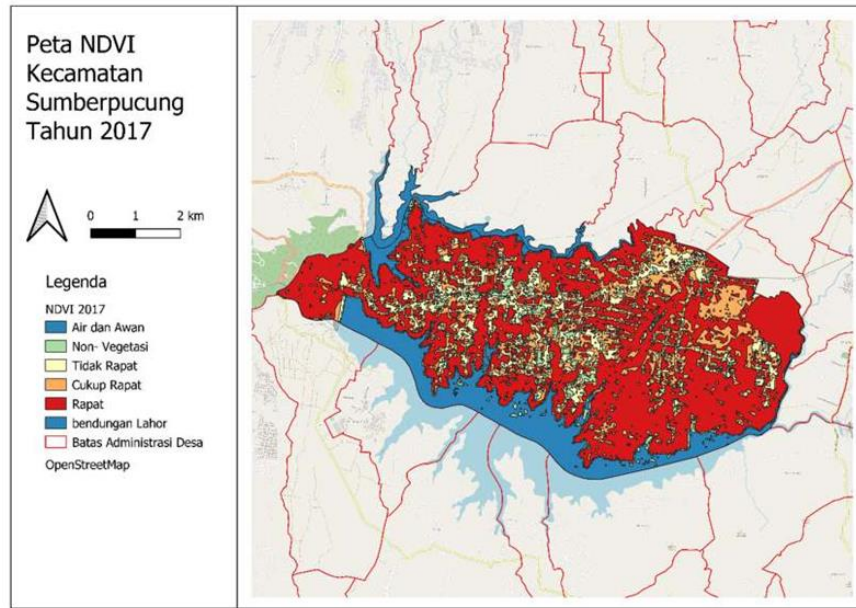 Peta NDVI
Kecamatan
Sumberpucung
Tahun 2017
0 1 2 km
Legenda
NDVI 2017
Air dan Awan
Non- Vegetasi
Tidak Rapat
Cukup Rapat
Rapat
bendungan Lahor
Batas Administrasi Desa
OpenStreetMap